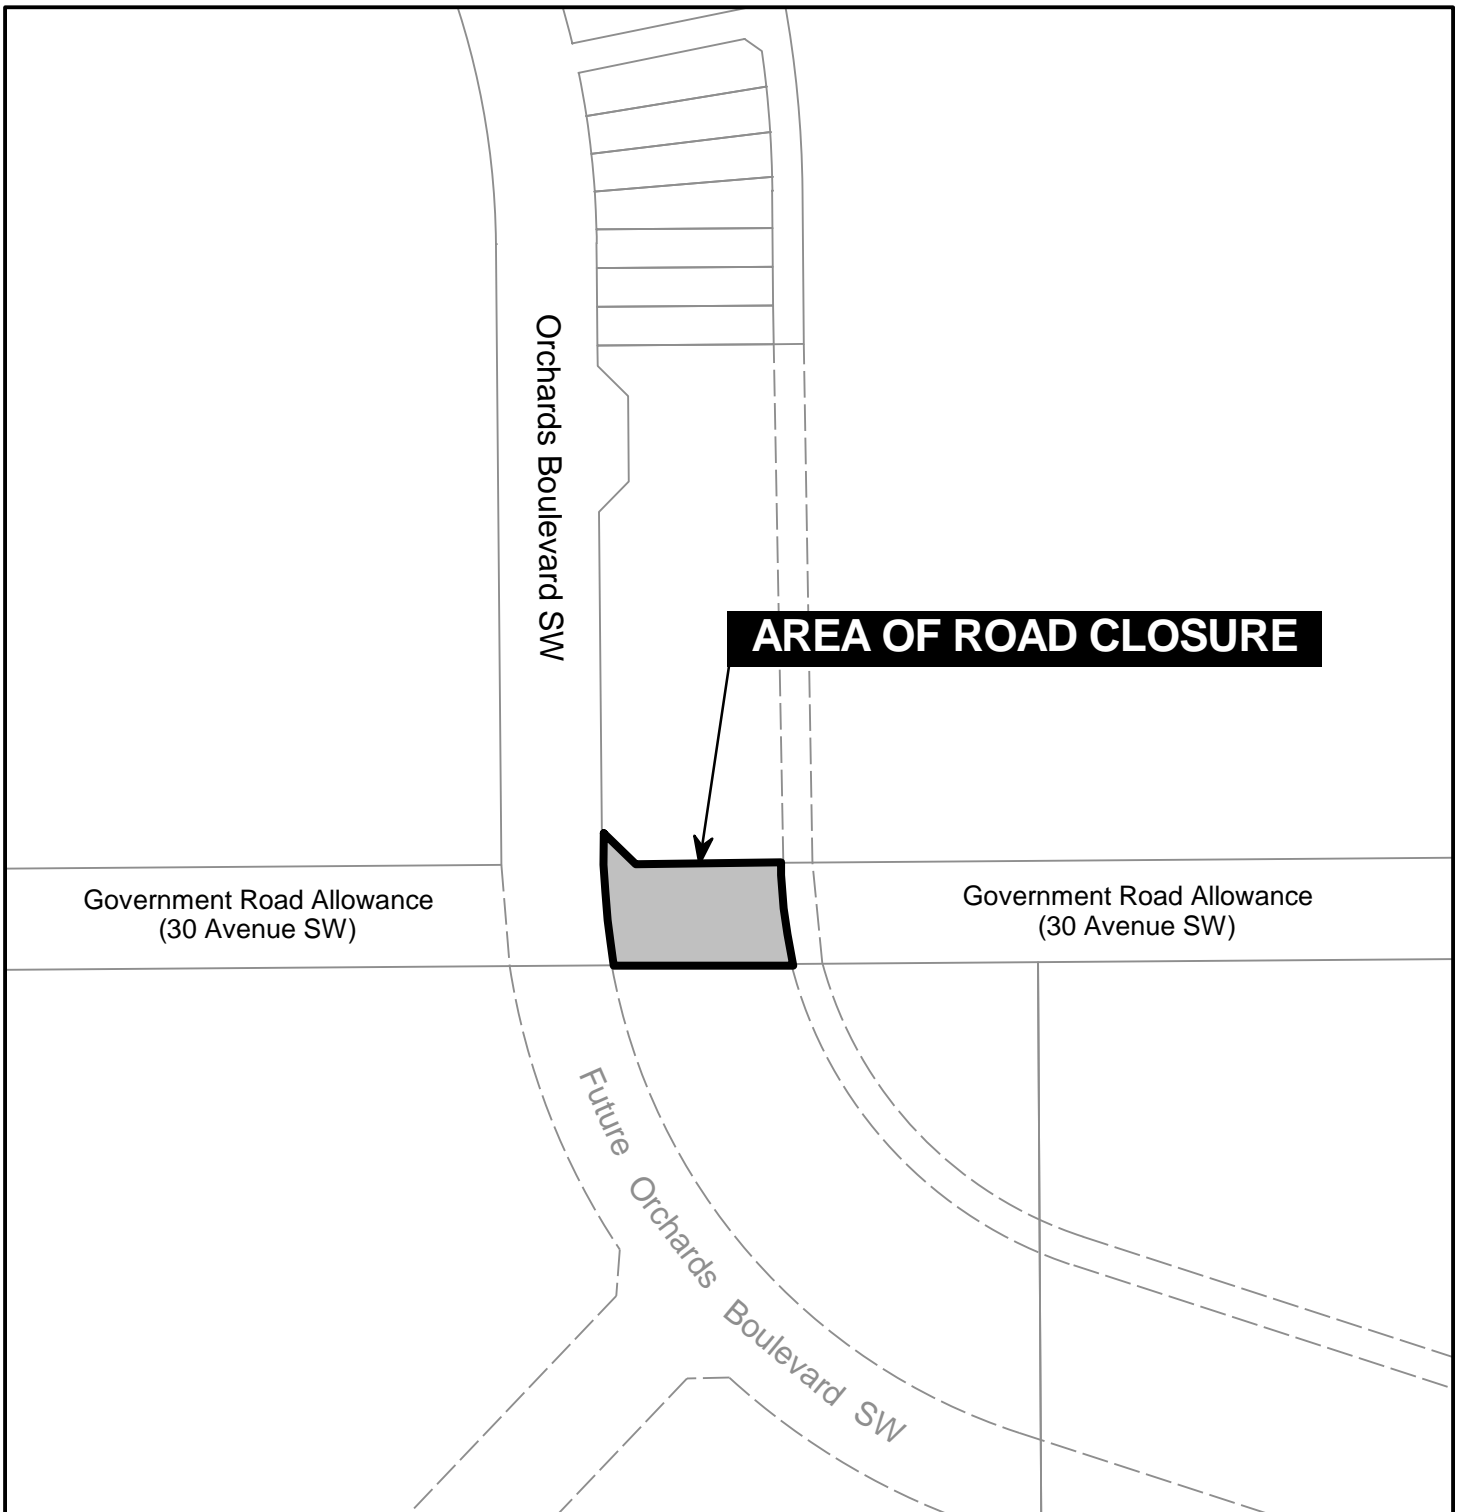 Orchards Boulevard SW
AREA OF ROAD CLOSURE
Government Road Allowance
(30 Avenue SW)
Government Road Allowance
(30 Avenue SW)
Future Orchards Boulevard SW